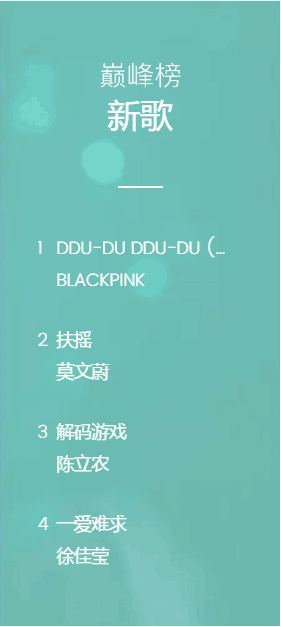 巅峰榜
新歌
1 DDU-DU DDU-DU (...
BLACKPINK
2 扶摇
莫文蔚
3 解码游戏
陈立农
4 一爱难求
徐佳莹